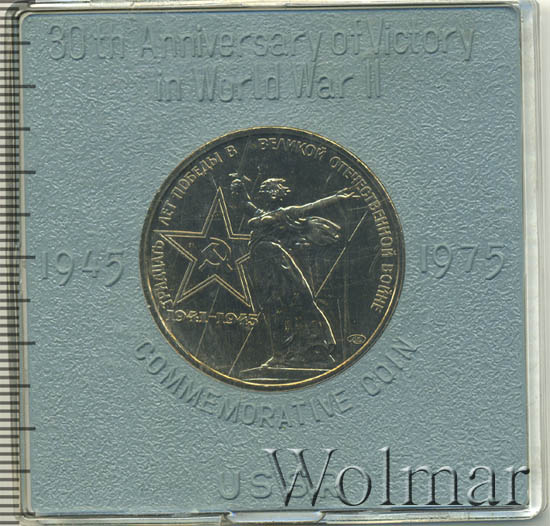 30th Anniversary of Victory
in World War II
ТРИДЦАТЬ ЛЕТ ПОБЕДЫ В ВЕЛИКОЙ ОТЕЧЕСТВЕННОЙ ВОЙНЕ
1945
1975
1941-1945
COMMEMORATIVE COIN
USSR
Wolmar